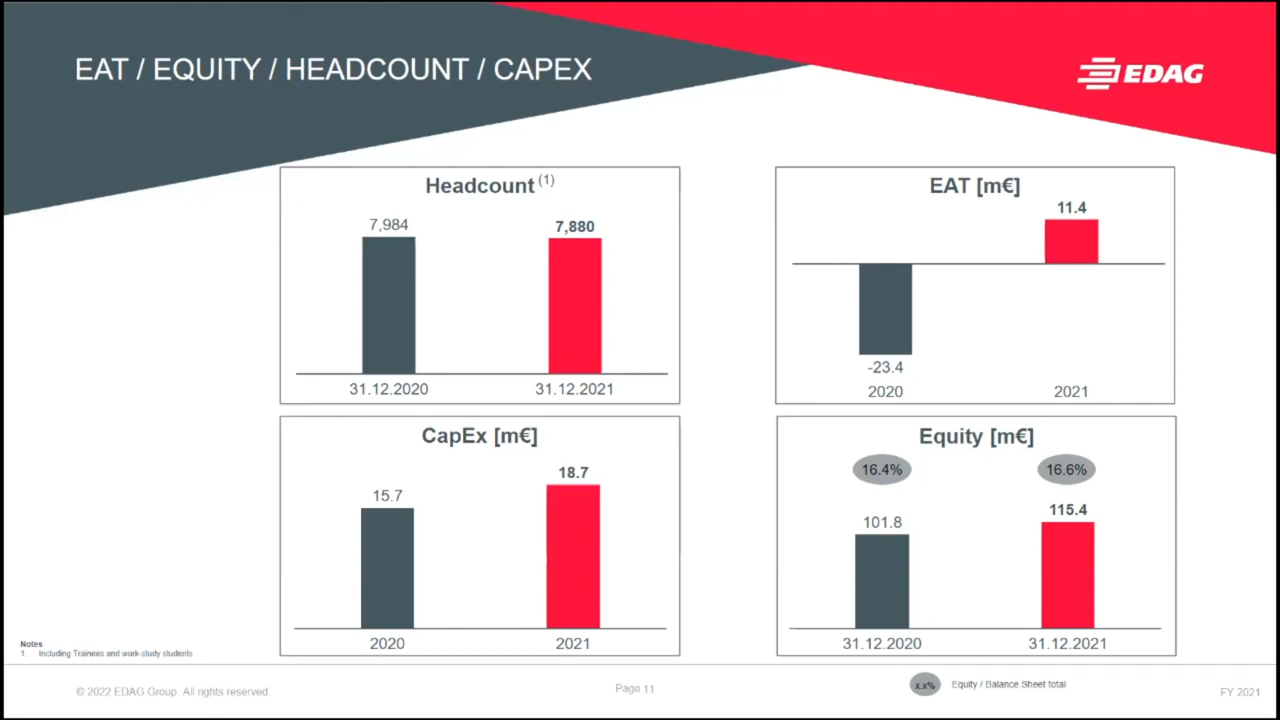 EAT / EQUITY / HEADCOUNT / CAPEX
EDAG
Headcount (1)
7,984
7,880
31.12.2020
31.12.2021
EAT [m€]
11.4
-23.4
2020
2021
CapEx [m€]
15.7
18.7
2020
2021
Equity [m€]
16.4%
16.6%
101.8
115.4
31.12.2020
31.12.2021
Notes
1 Including Trainees and work-study students
© 2022 EDAG Group. All rights reserved.
Page 11
x.x% Equity / Balance Sheet total
FY 2021